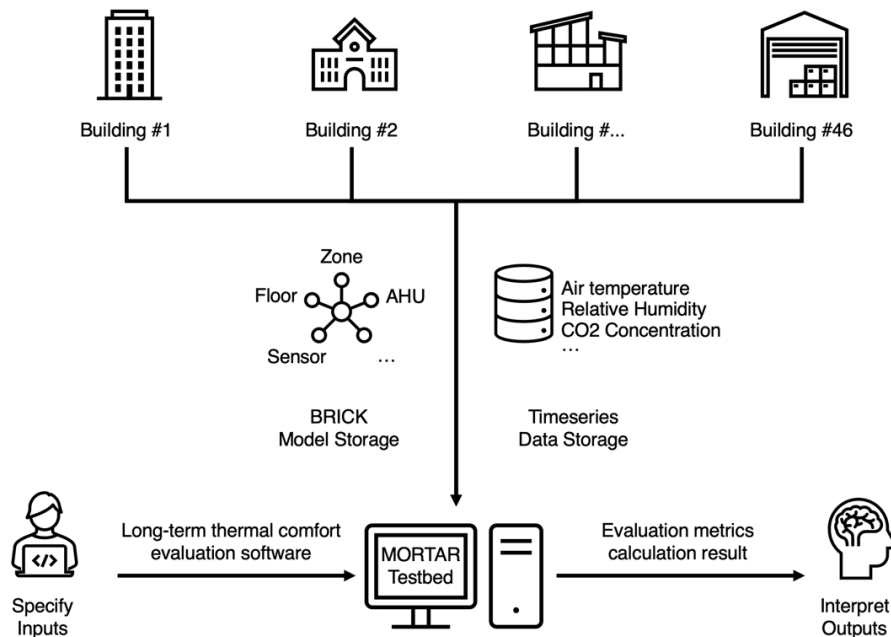 Building #1
Building #2
Building #...
Building #46
Zone
Floor
AHU
Sensor
...
Air temperature
Relative Humidity
CO2 Concentration
...
BRICK
Model Storage
Timeseries
Data Storage
</>
Specify
Inputs
Long-term thermal comfort
evaluation software
MORTAR
Testbed
Evaluation metrics
calculation result
Interpret
Outputs